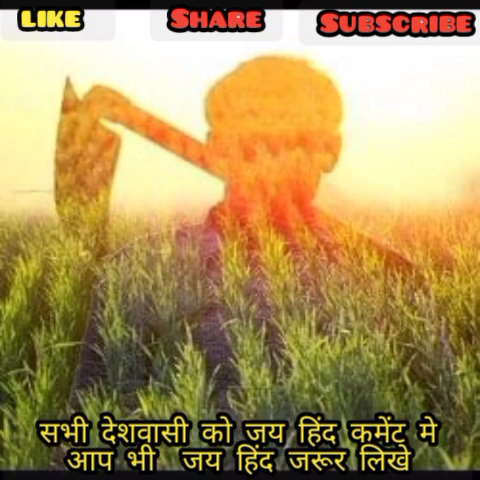 LIKE SHARE SUBSCRIBE
सभी देशवासी को जय हिंद कमेंट मे
आप भी जय हिंद जरूर लिखे